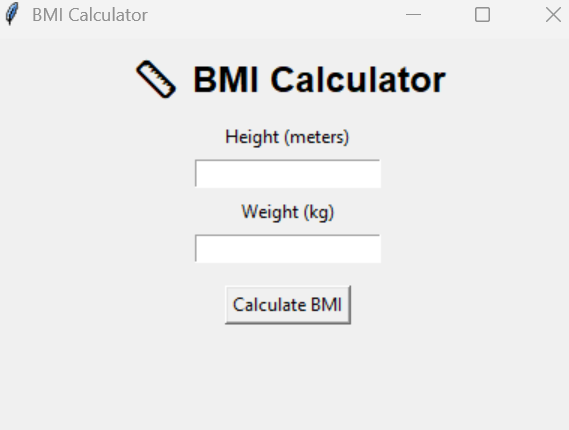 BMI Calculator
📏 BMI Calculator
Height (meters)
Weight (kg)
Calculate BMI